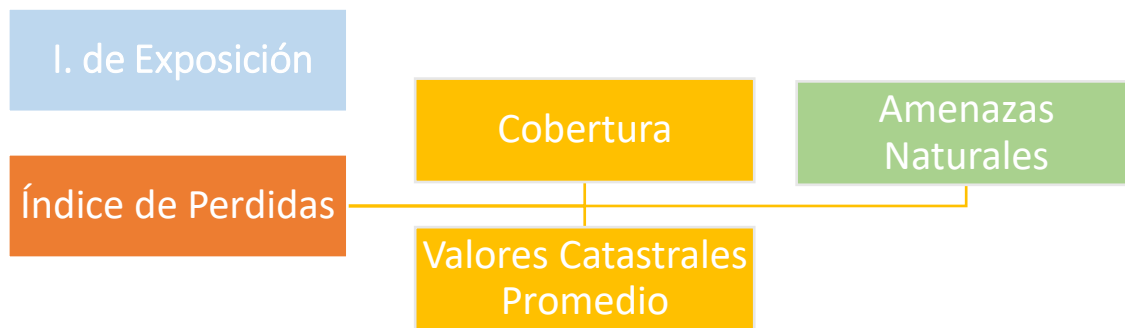 I. de Exposición
Cobertura
Amenazas
Naturales
Índice de Perdidas
Valores Catastrales
Promedio